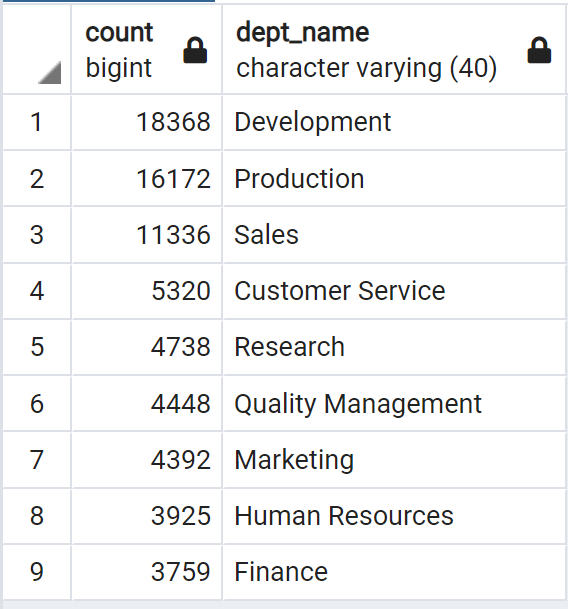 count dept_name
bigint character varying (40)
1 18368 Development
2 16172 Production
3 11336 Sales
4 5320 Customer Service
5 4738 Research
6 4448 Quality Management
7 4392 Marketing
8 3925 Human Resources
9 3759 Finance